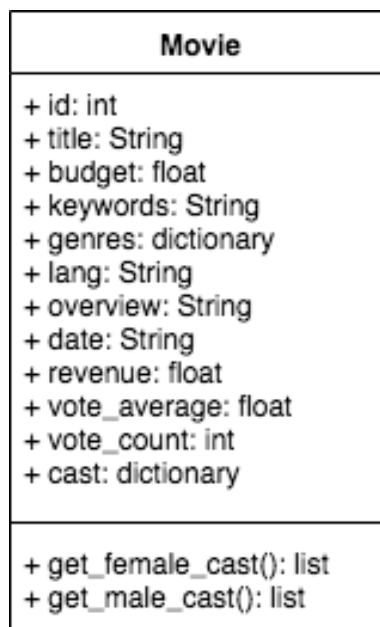 Movie
+ id: int
+ title: String
+ budget: float
+ keywords: String
+ genres: dictionary
+ lang: String
+ overview: String
+ date: String
+ revenue: float
+ vote_average: float
+ vote_count: int
+ cast: dictionary
+ get_female_cast(): list
+ get_male_cast(): list